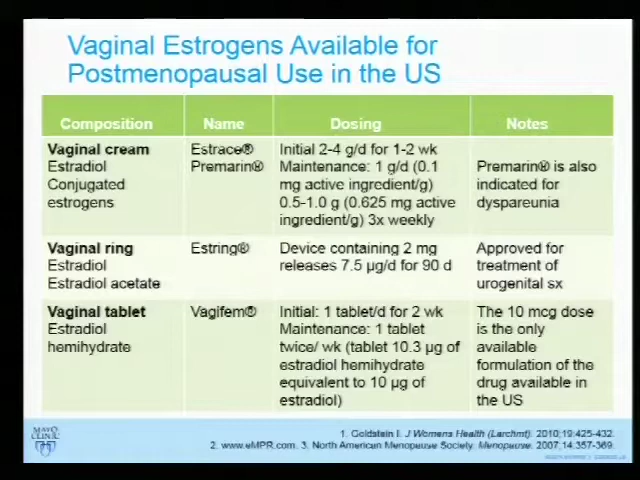 Vaginal Estrogens Available for
Postmenopausal Use in the US
Composition Name Dosing Notes
Vaginal cream
Estradiol
Conjugated
estrogens
Estrace®
Premarin®
Initial 2-4 g/d for 1-2 wk
Maintenance: 1 g/d (0.1
mg active ingredient/g)
0.5-1.0 g (0.625 mg active
ingredient/g) 3x weekly
Premarin® is also
indicated for
dyspareunia
Vaginal ring
Estradiol
Estradiol acetate
Estring®
Device containing 2 mg
releases 7.5 µg/d for 90 d
Approved for
treatment of
urogenital sx
Vaginal tablet
Estradiol
hemihydrate
Vagifem®
Initial: 1 tablet/d for 2 wk
Maintenance: 1 tablet
twice/ wk (tablet 10.3 µg of
estradiol hemihydrate
equivalent to 10 µg of
estradiol)
The 10 mcg dose
is the only
available
formulation of the
drug available in
the US
MAYO
CLINIC
1. Goldstein I. J Womens Health (Larchmt). 2010;19:425-432.
2. www.eMPR.com. 3. North American Menopause Society. Menopause. 2007;14:357-369.